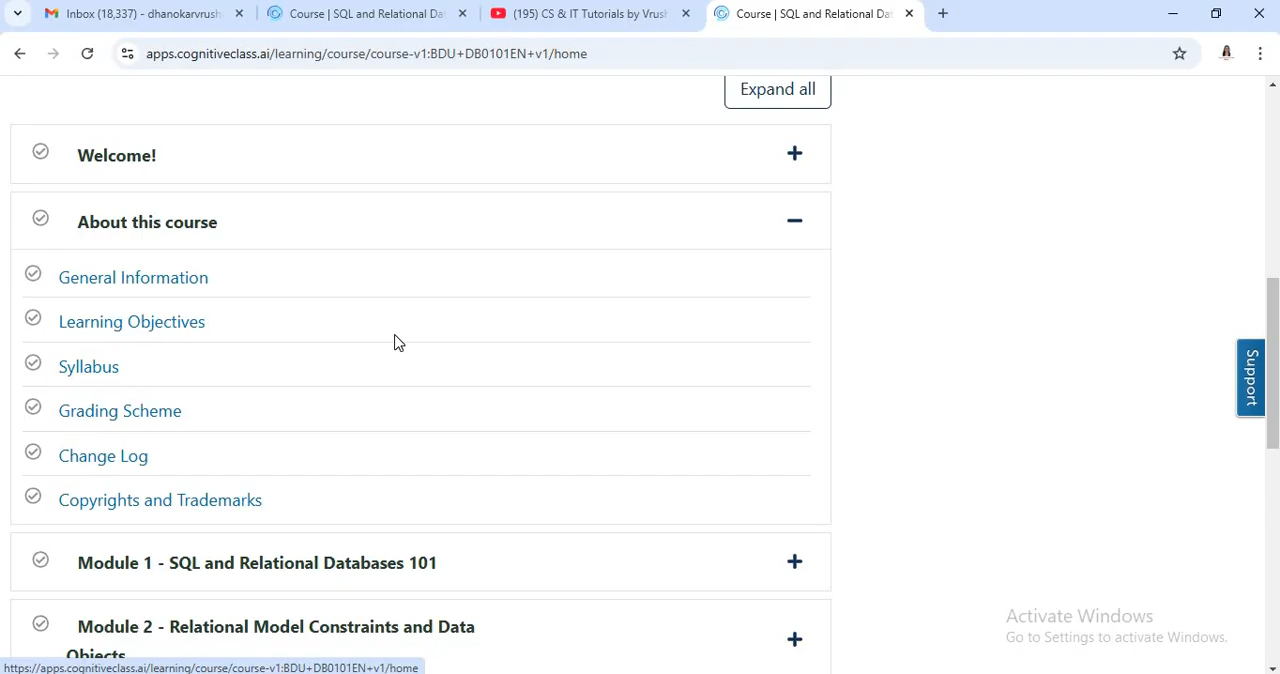 Inbox (18,337) - dhanokarvrush
Course | SQL and Relational Da
(195) CS & IT Tutorials by Vrush
Course | SQL and Relational Da
apps.cognitiveclass.ai/learning/course/course-v1:BDU+DB0101EN+v1/home
Expand all
Welcome!
About this course
General Information
Learning Objectives
Syllabus
Grading Scheme
Change Log
Copyrights and Trademarks
Module 1 - SQL and Relational Databases 101
Module 2 - Relational Model Constraints and Data
Objects
Support
Activate Windows
Go to Settings to activate Windows.
https://apps.cognitiveclass.ai/learning/course/course-v1:BDU+DB0101EN+v1/home